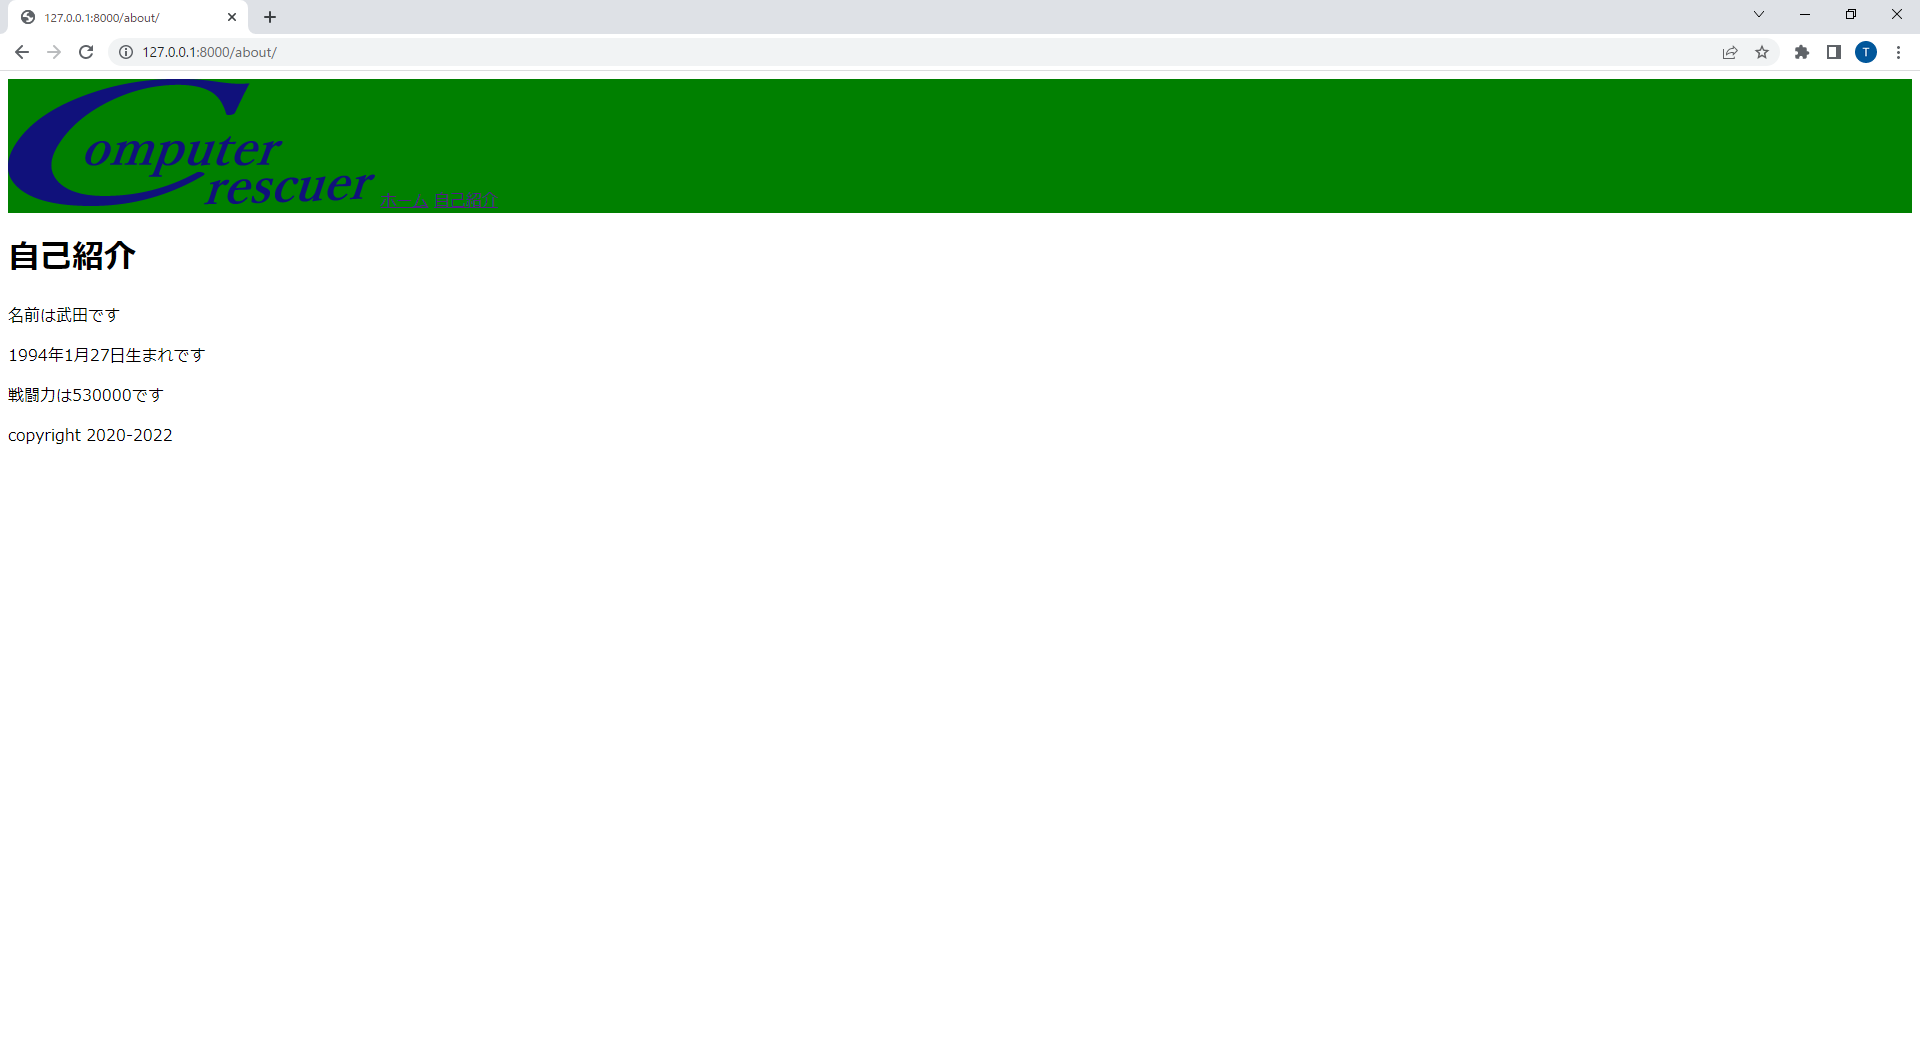 127.0.0.1:8000/about/
127.0.0.1:8000/about/
T
Computer
rescuer
ホーム 自己紹介
自己紹介
名前は武田です
1994年1月27日生まれです
戦闘力は530000です
copyright 2020-2022